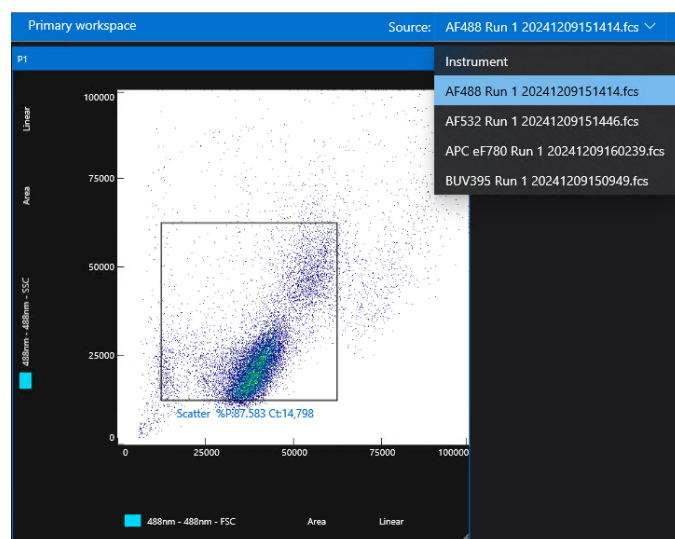 Primary workspace
Source: AF488 Run 1 20241209151414.fcs
P1
Instrument
AF488 Run 1 20241209151414.fcs
AF532 Run 1 20241209151446.fcs
APC eF780 Run 1 20241209160239.fcs
BUV395 Run 1 20241209150949.fcs
Linear
Area
488nm - 488nm - SSC
100000
75000
50000
25000
0
Scatter %P:87.583 Ct:14,798
0 25000 50000 75000 100000
488nm - 488nm - FSC Area Linear